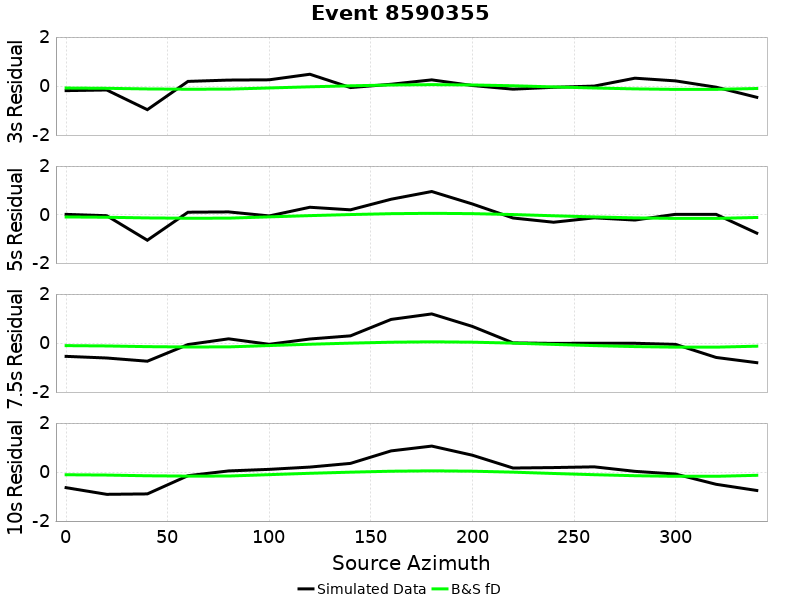 Event 8590355
3s Residual
2
0
-2
5s Residual
2
0
-2
7.5s Residual
2
0
-2
10s Residual
2
0
-2
0 50 100 150 200 250 300
Source Azimuth
Simulated Data B&S fD